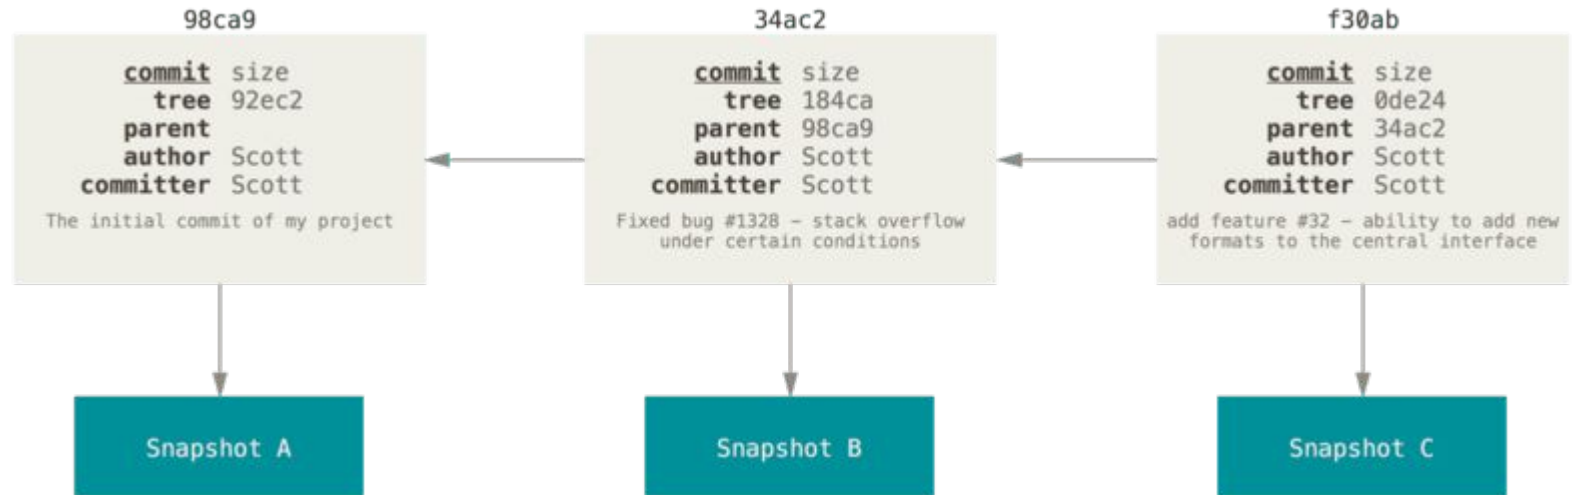 98ca9
commit size
tree 92ec2
parent
author Scott
committer Scott
The initial commit of my project
Snapshot A
34ac2
commit size
tree 184ca
parent 98ca9
author Scott
committer Scott
Fixed bug #1328 – stack overflow
under certain conditions
Snapshot B
f30ab
commit size
tree 0de24
parent 34ac2
author Scott
committer Scott
add feature #32 – ability to add new
formats to the central interface
Snapshot C